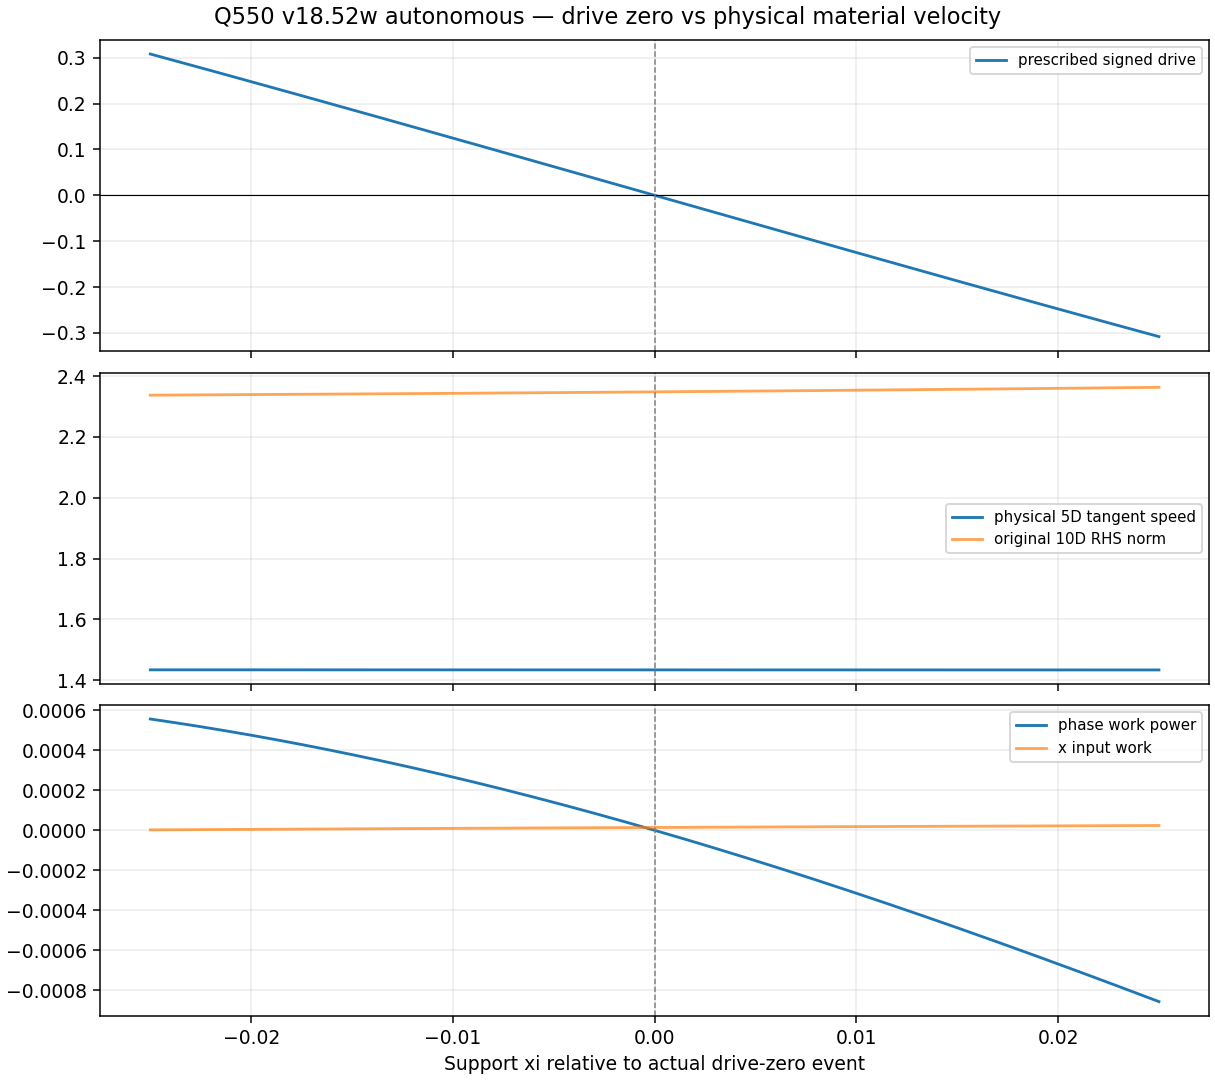 Q550 v18.52w autonomous — drive zero vs physical material velocity
prescribed signed drive
0.3
0.2
0.1
0.0
−0.1
−0.2
−0.3
physical 5D tangent speed
original 10D RHS norm
2.4
2.2
2.0
1.8
1.6
1.4
phase work power
x input work
0.0006
0.0004
0.0002
0.0000
−0.0002
−0.0004
−0.0006
−0.0008
−0.02 −0.01 0.00 0.01 0.02
Support xi relative to actual drive-zero event